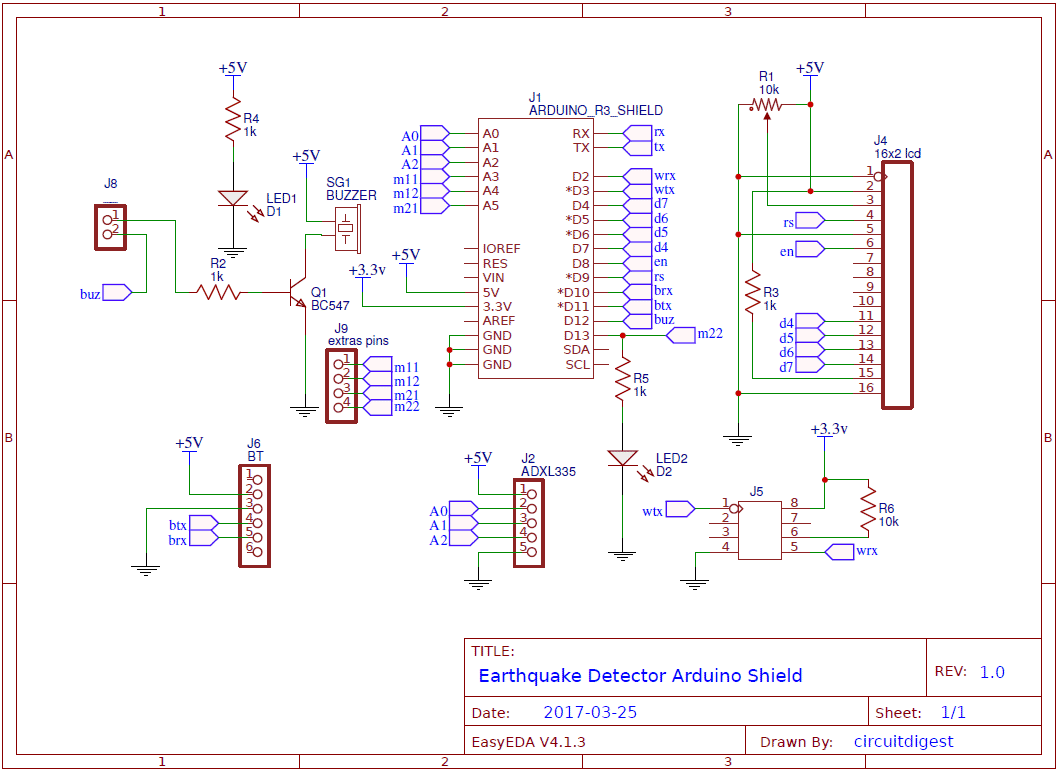 1 2 3
+5V
R4
1k
LED1
D1
J8
1
2
buz
R2
1k
+5V
SG1
BUZZER
Q1
BC547
+3.3v
+5V
J9
extras pins
1 m11
2 m12
3 m21
4 m22
J1
ARDUINO_R3_SHIELD
A0 A0 RX rx
A1 A1 TX tx
A2 A2
m11 A3 D2 wrx
m12 A4 *D3 wtx
m21 A5 D4 d7
*D5 d6
*D6 d5
IOREF D7 d4
RES D8 en
VIN *D9 rs
5V *D10 brx
3.3V *D11 btx
AREF D12 buz
GND D13 m22
GND SDA
GND SCL
R5
1k
LED2
D2
R1
10k
+5V
J4
16x2 lcd
1
2
3
rs 4
5
en 6
7
8
9
10
d4 11
d5 12
d6 13
d7 14
15
16
R3
1k
A A
B B
+5V
J6
BT
1
2
3
btx 4
brx 5
6
+5V
J2
ADXL335
1
A0 2
A1 3
A2 4
5
+3.3v
J5
wtx 1 8
2 7
3 6
4 5 wrx
R6
10k
TITLE:
Earthquake Detector Arduino Shield
REV: 1.0
Date: 2017-03-25
Sheet: 1/1
EasyEDA V4.1.3
Drawn By: circuitdigest
1 2 3